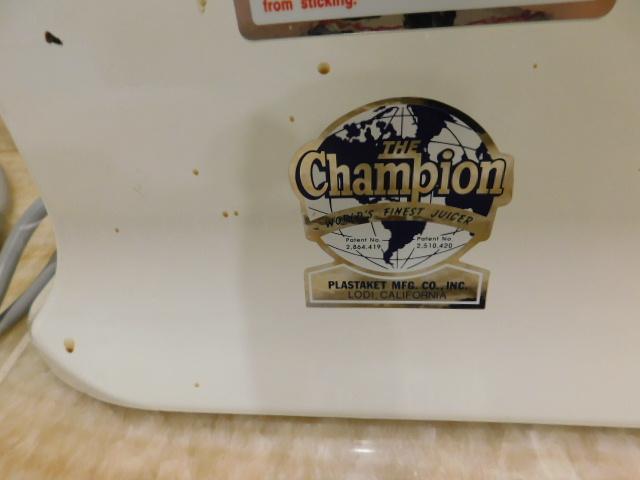 from sticking.
THE
Champion
WORLD'S FINEST JUICER
Patent No. Patent No.
2,864,419 2,510,420
PLASTAKET MFG. CO., INC.
LODI, CALIFORNIA